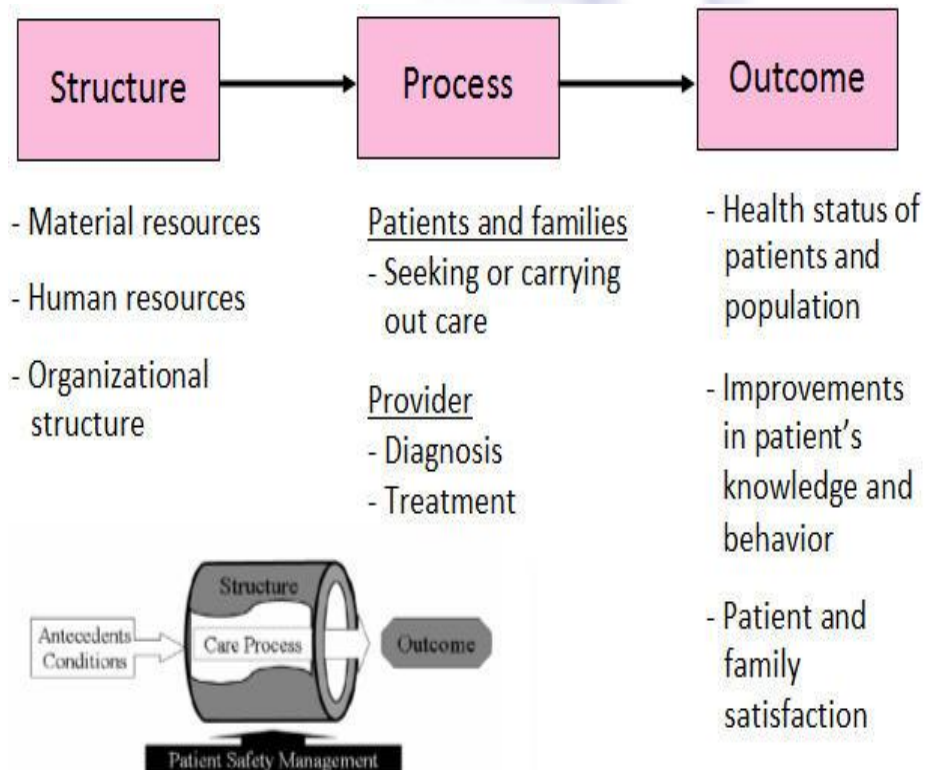 Structure
Process
Outcome
- Material resources
- Human resources
- Organizational
structure
Patients and families
- Seeking or carrying
out care
Provider
- Diagnosis
- Treatment
- Health status of
patients and
population
- Improvements
in patient's
knowledge and
behavior
- Patient and
family
satisfaction
Antecedents
Conditions
Structure
Care Process
Outcome
Patient Safety Management